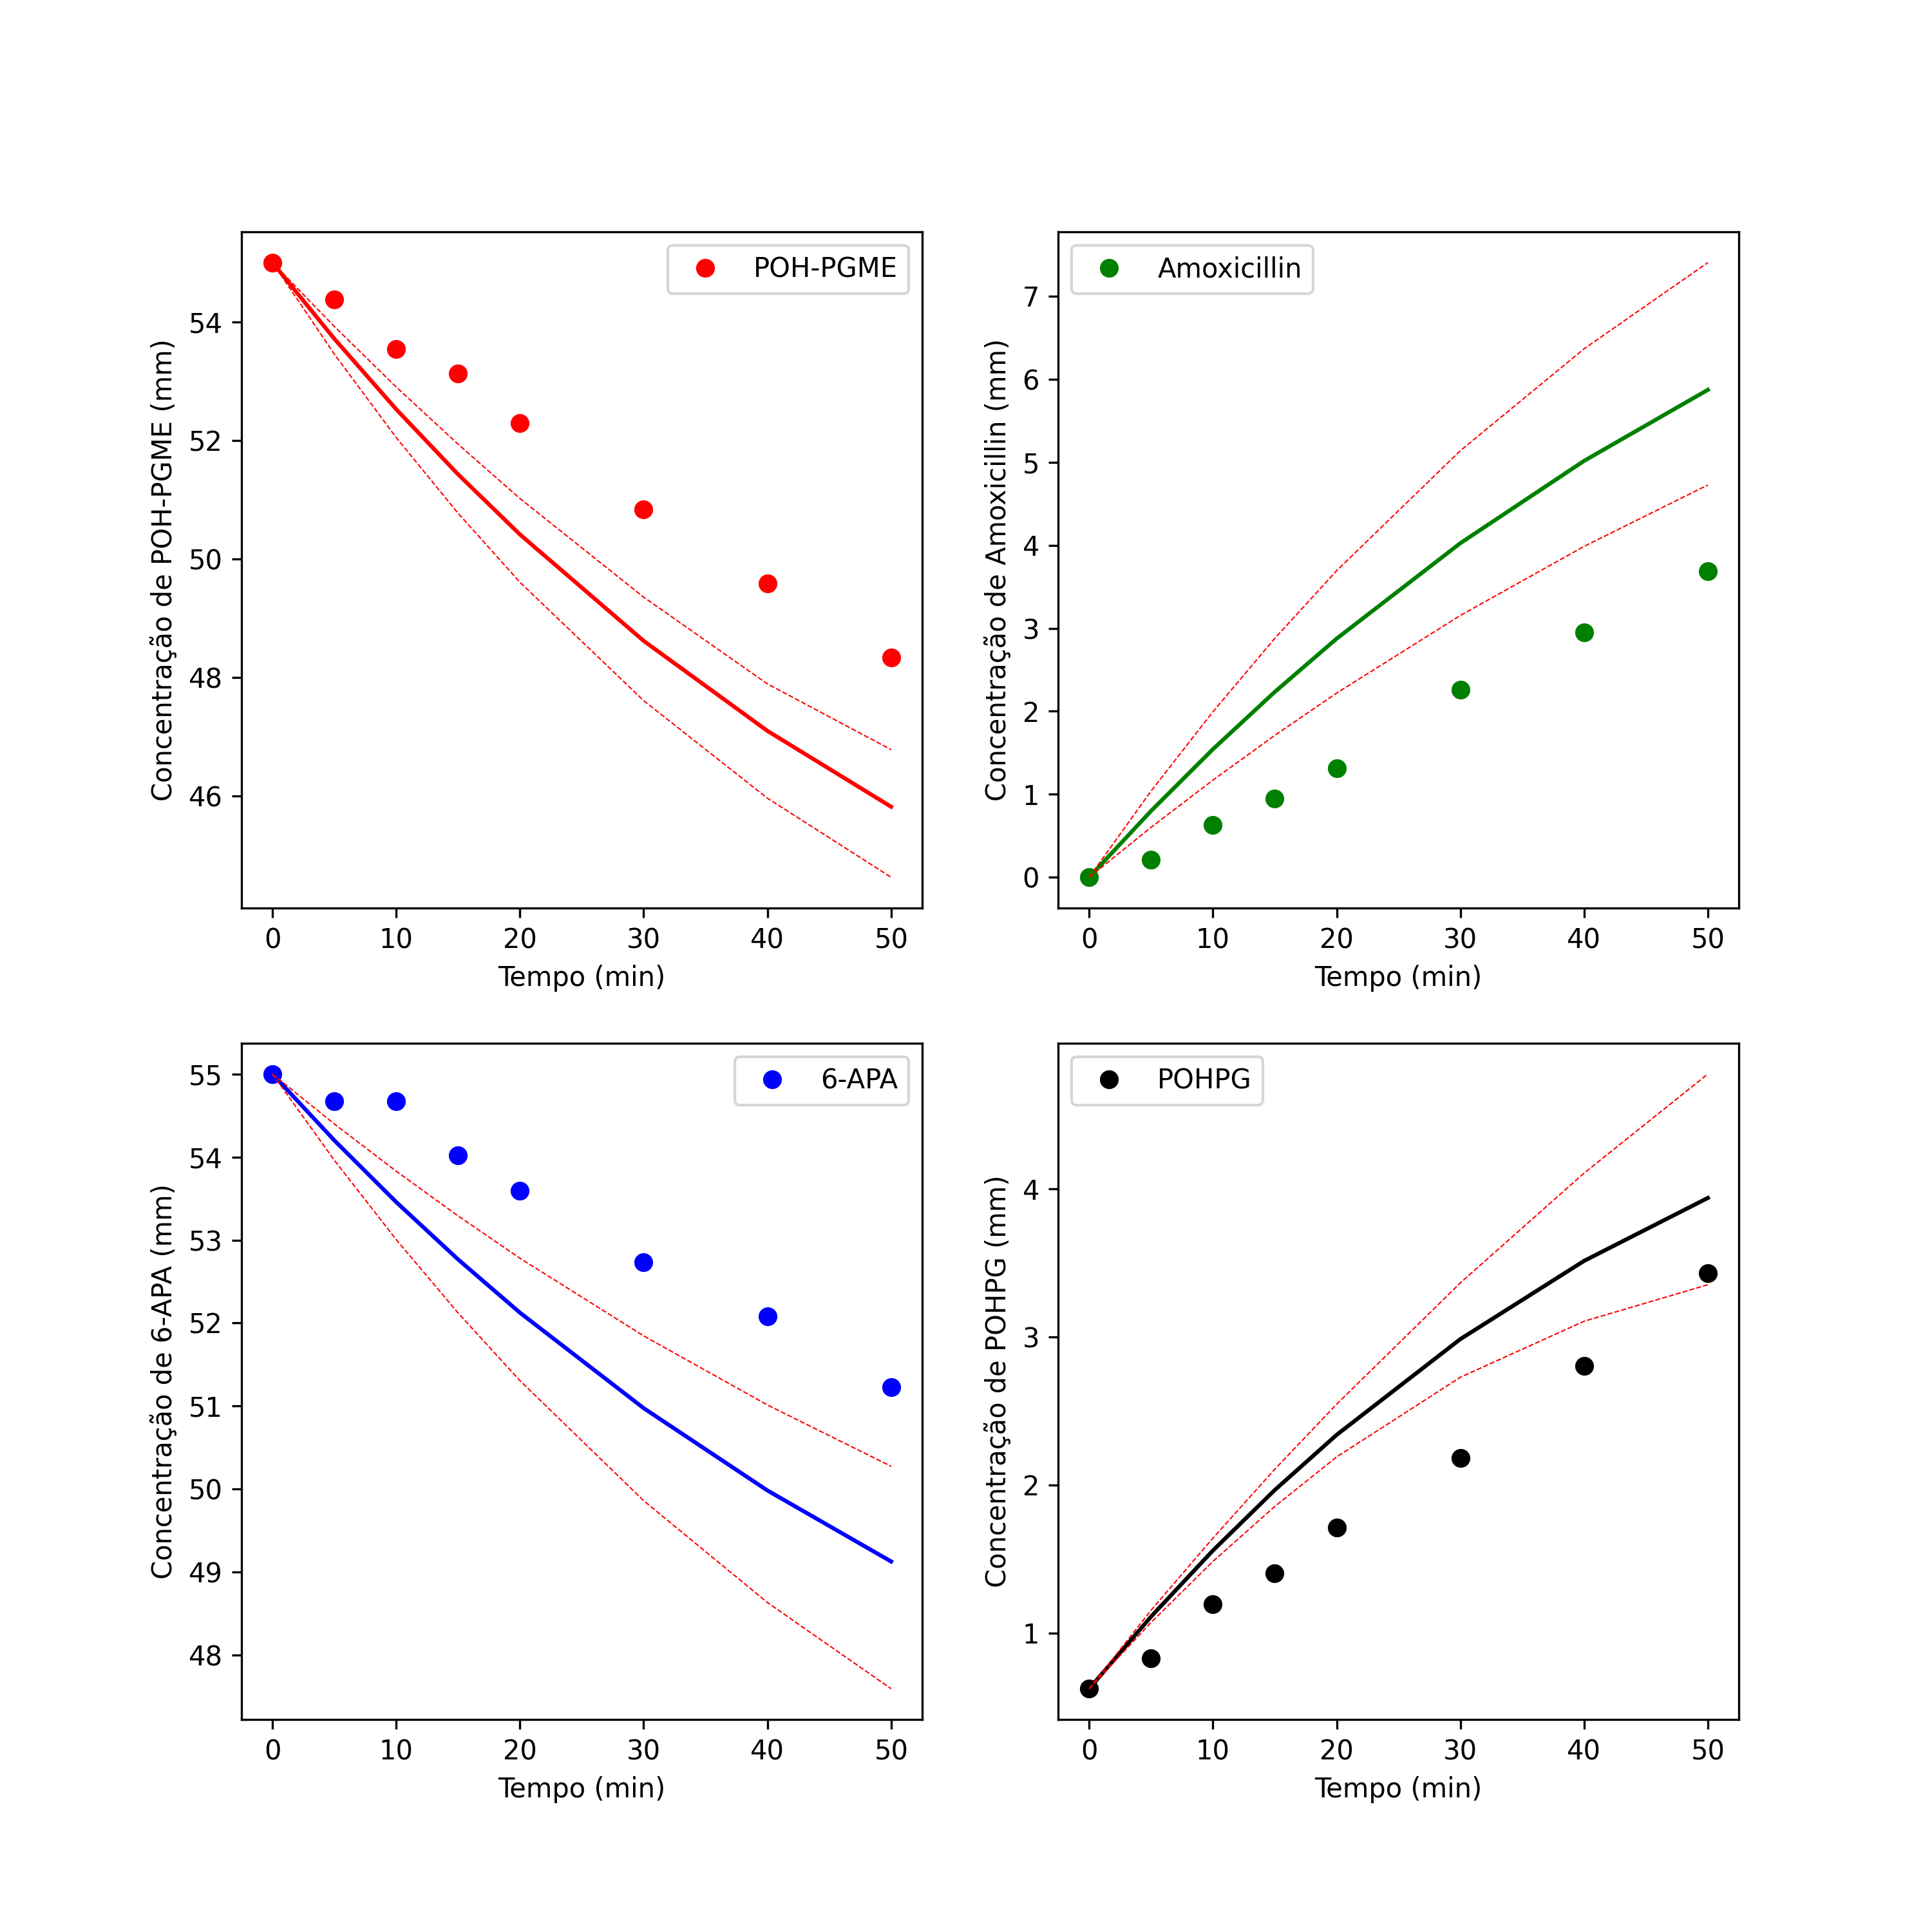 POH-PGME
Concentração de POH-PGME (mm)
54
52
50
48
46
0 10 20 30 40 50
Tempo (min)
Amoxicillin
Concentração de Amoxicillin (mm)
7
6
5
4
3
2
1
0
0 10 20 30 40 50
Tempo (min)
6-APA
Concentração de 6-APA (mm)
55
54
53
52
51
50
49
48
0 10 20 30 40 50
Tempo (min)
POHPG
Concentração de POHPG (mm)
4
3
2
1
0 10 20 30 40 50
Tempo (min)